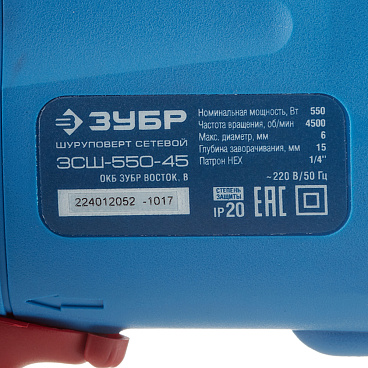 ЗУБР
ШУРУПОВЕРТ СЕТЕВОЙ
ЗСШ-550-45
ОКБ ЗУБР ВОСТОК. В
224012052 -1017
Номинальная мощность, Вт 550
Частота вращения, об/мин 4500
Макс. диаметр, мм 6
Глубина заворачивания, мм 15
Патрон HEX 1/4"
~220 В/50 Гц
СТЕПЕНЬ ЗАЩИТЫ
IP20
EAC